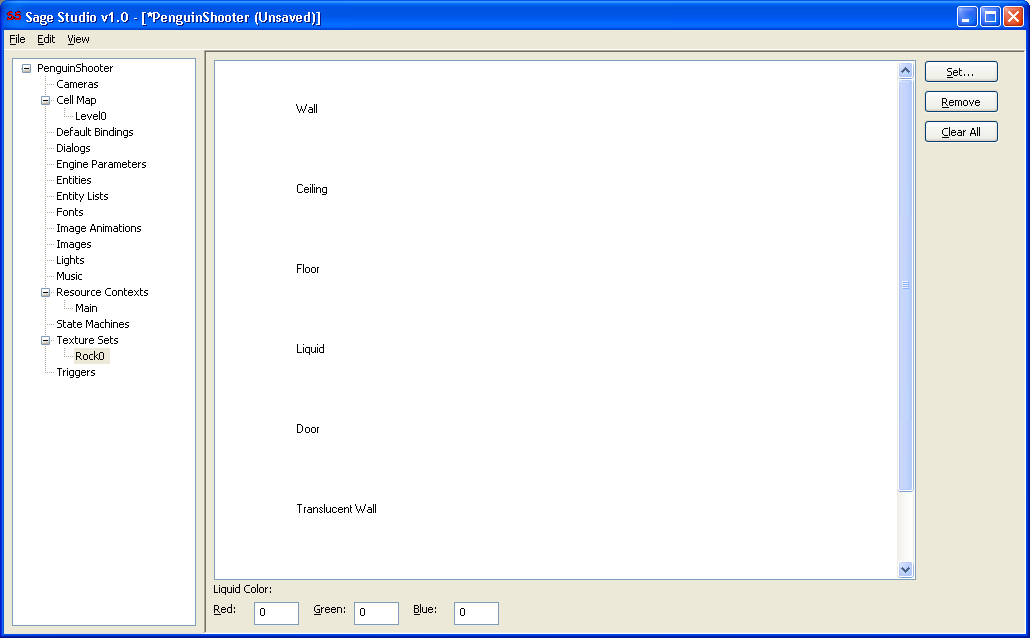 SS Sage Studio v1.0 - [*PenguinShooter (Unsaved)]
File Edit View
PenguinShooter
Cameras
Cell Map
Level0
Default Bindings
Dialogs
Engine Parameters
Entities
Entity Lists
Fonts
Image Animations
Images
Lights
Music
Resource Contexts
Main
State Machines
Texture Sets
Rock0
Triggers
Wall
Ceiling
Floor
Liquid
Door
Translucent Wall
Set...
Remove
Clear All
Liquid Color:
Red: 0 Green: 0 Blue: 0